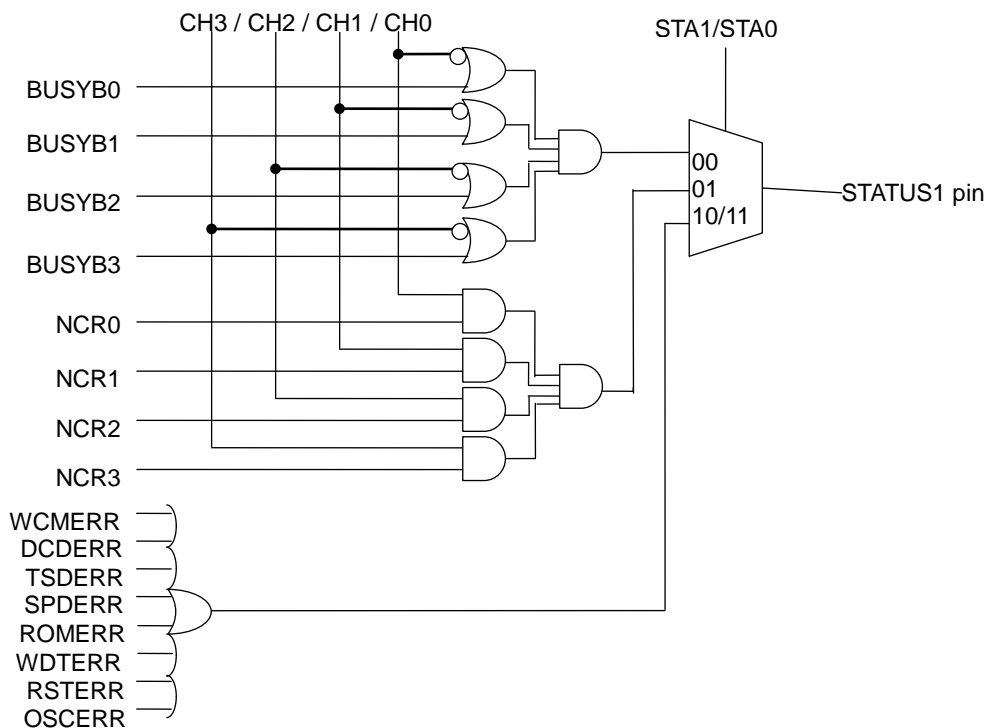 CH3 / CH2 / CH1 / CH0
STA1/STA0
BUSYB0
BUSYB1
BUSYB2
BUSYB3
00
01
10/11
STATUS1 pin
NCR0
NCR1
NCR2
NCR3
WCMERR
DCDERR
TSDERR
SPDERR
ROMERR
WDTERR
RSTERR
OSCERR